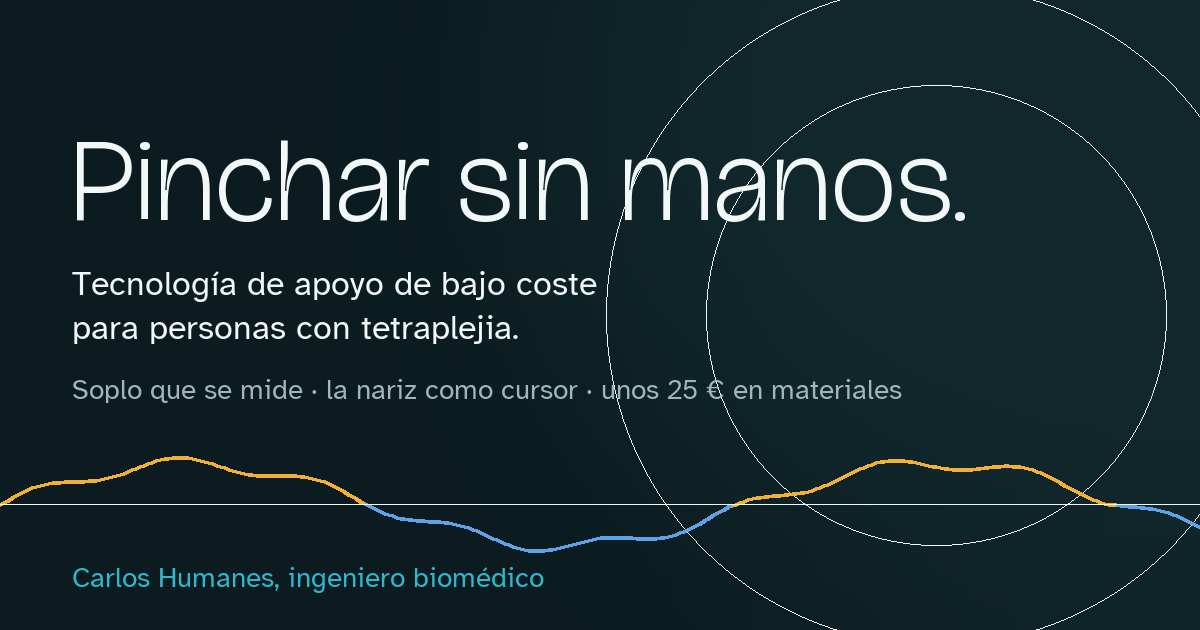 Pinchar sin manos.
Tecnología de apoyo de bajo coste
para personas con tetraplejia.
Soplo que se mide · la nariz como cursor · unos 25 € en materiales
Carlos Humanes, ingeniero biomédico